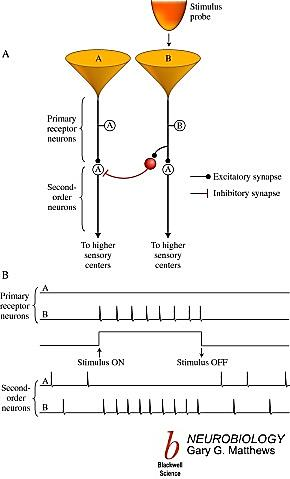 Stimulus
probe
A
A
B
Primary
receptor
neurons
A
B
Second-
order
neurons
A
A
Excitatory synapse
Inhibitory synapse
To higher
sensory
centers
To higher
sensory
centers
B
Primary
receptor
neurons
A
B
Stimulus ON
Stimulus OFF
Second-
order
neurons
A
B
b
Blackwell
Science
NEUROBIOLOGY
Gary G. Matthews